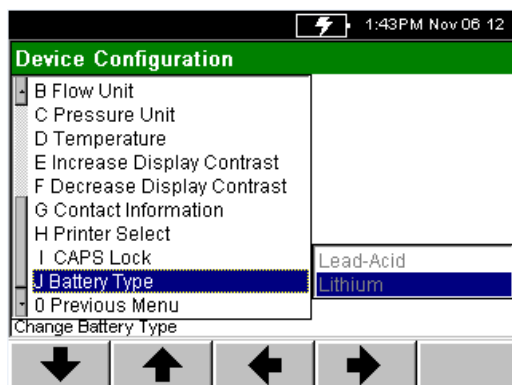 1:43PM Nov 06 12
Device Configuration
B Flow Unit
C Pressure Unit
D Temperature
E Increase Display Contrast
F Decrease Display Contrast
G Contact Information
H Printer Select
I CAPS Lock
J Battery Type
0 Previous Menu
Lead-Acid
Lithium
Change Battery Type